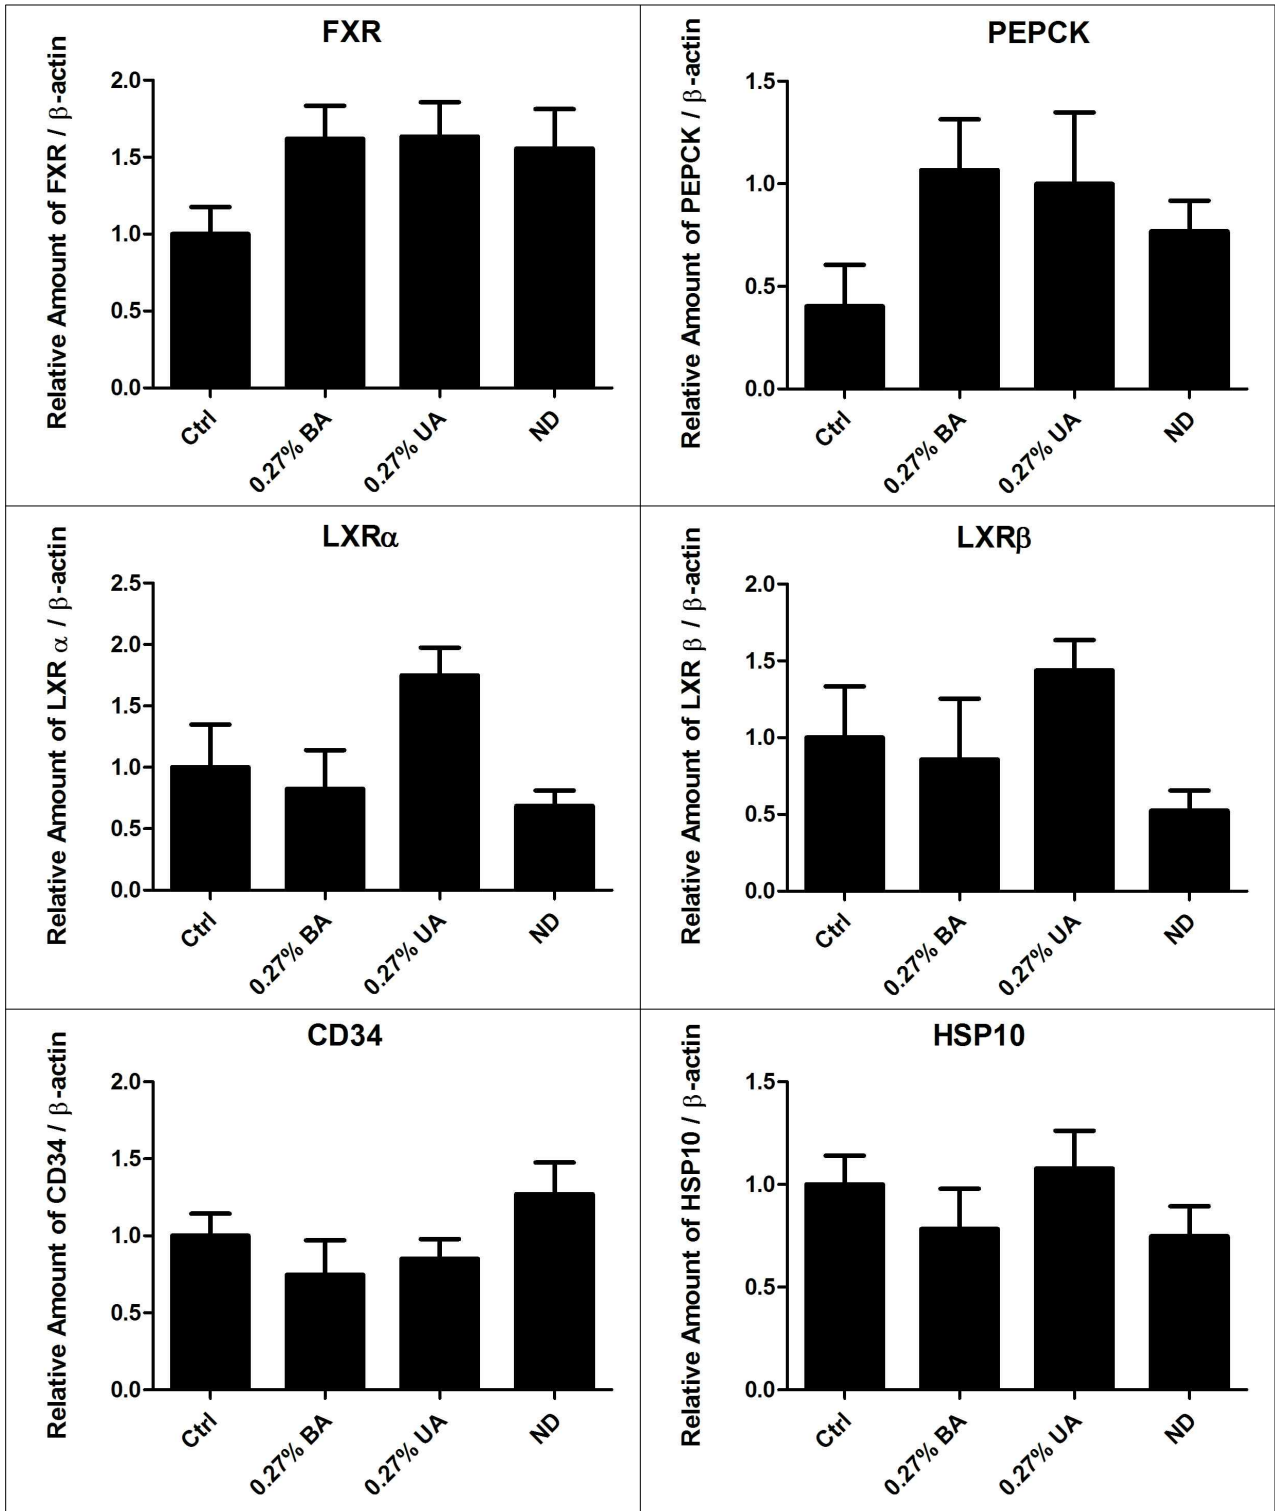 FXR
Relative Amount of FXR / β-actin
2.0
1.5
1.0
0.5
0.0
Ctrl
0.27% BA
0.27% UA
ND
PEPCK
Relative Amount of PEPCK / β-actin
1.5
1.0
0.5
0.0
Ctrl
0.27% BA
0.27% UA
ND
LXRα
Relative Amount of LXR α / β-actin
2.5
2.0
1.5
1.0
0.5
0.0
Ctrl
0.27% BA
0.27% UA
ND
LXRβ
Relative Amount of LXR β / β-actin
2.0
1.5
1.0
0.5
0.0
Ctrl
0.27% BA
0.27% UA
ND
CD34
Relative Amount of CD34 / β-actin
2.0
1.5
1.0
0.5
0.0
Ctrl
0.27% BA
0.27% UA
ND
HSP10
Relative Amount of HSP10 / β-actin
1.5
1.0
0.5
0.0
Ctrl
0.27% BA
0.27% UA
ND